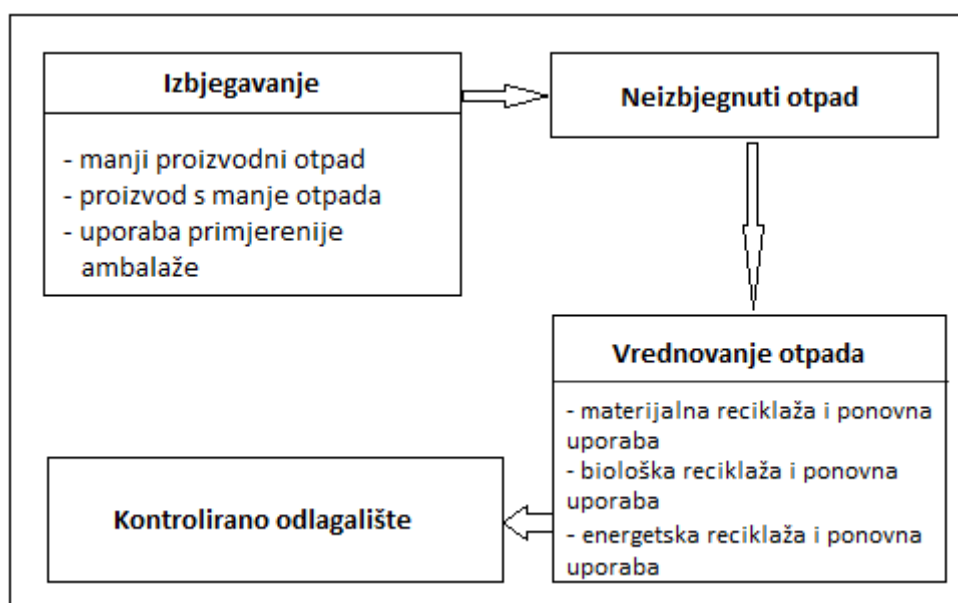 Izbjegavanje
- manji proizvodni otpad
- proizvod s manje otpada
- uporaba primjerenije
ambalaže
Neizbjegnuti otpad
Vrednovanje otpada
- materijalna reciklaža i ponovna
uporaba
- biološka reciklaža i ponovna
uporaba
- energetska reciklaža i ponovna
uporaba
Kontrolirano odlagalište